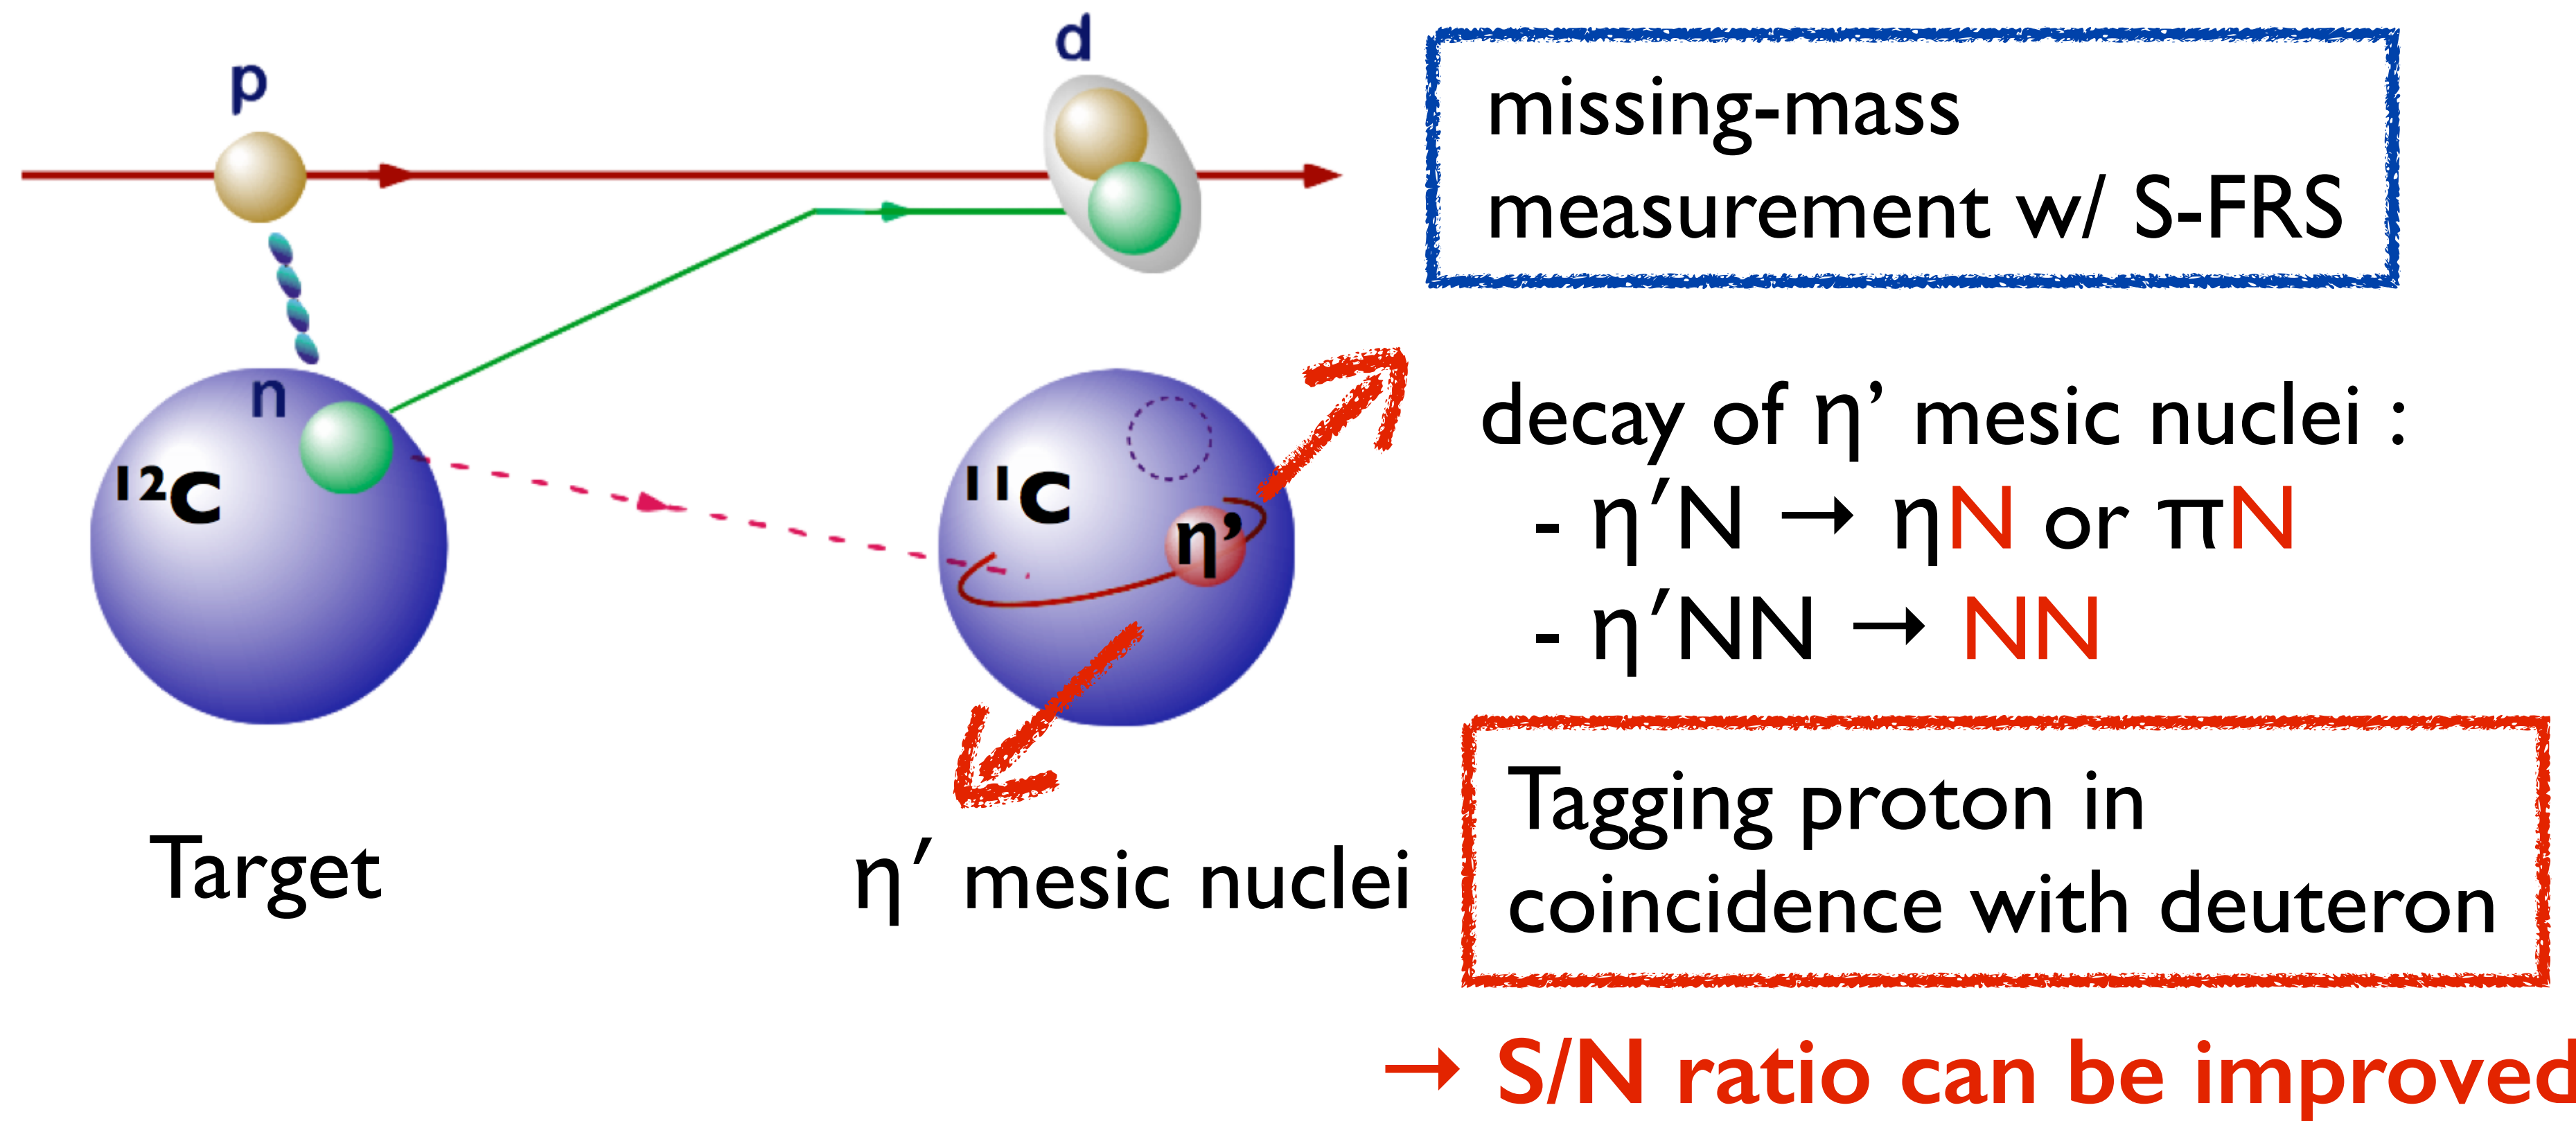 p
d
n
¹²C
¹¹C
η’
Target
η′ mesic nuclei
missing-mass
measurement w/ S-FRS
decay of η’ mesic nuclei :
- η′N → ηN or πN
- η′NN → NN
Tagging proton in
coincidence with deuteron
→ S/N ratio can be improved